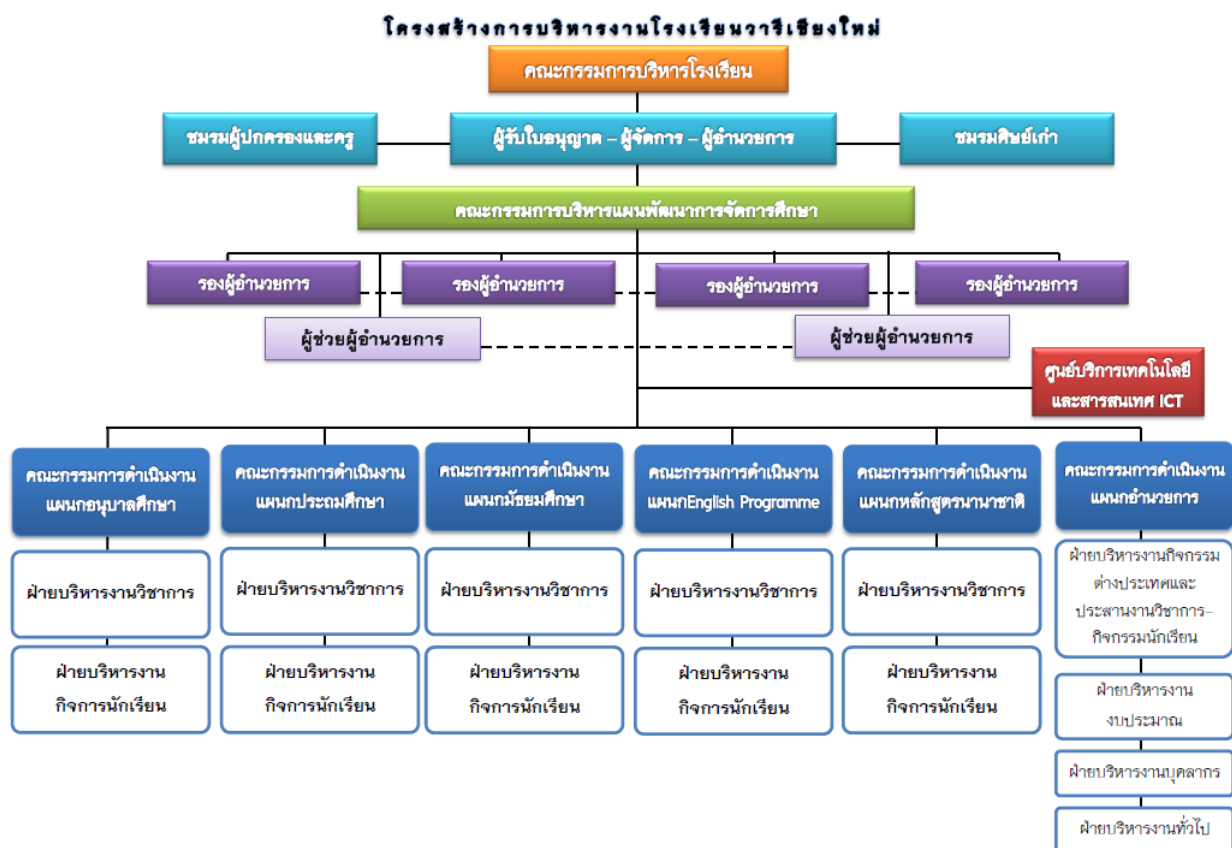 โครงสร้างการบริหารงานโรงเรียนวารีเชียงใหม่
คณะกรรมการบริหารโรงเรียน
ชมรมผู้ปกครองและครู
ผู้รับใบอนุญาต – ผู้จัดการ – ผู้อำนวยการ
ชมรมศิษย์เก่า
คณะกรรมการบริหารแผนพัฒนาการจัดการศึกษา
รองผู้อำนวยการ
รองผู้อำนวยการ
รองผู้อำนวยการ
รองผู้อำนวยการ
ผู้ช่วยผู้อำนวยการ
ผู้ช่วยผู้อำนวยการ
ศูนย์บริการเทคโนโลยี
และสารสนเทศ ICT
คณะกรรมการดำเนินงาน
แผนกอนุบาลศึกษา
คณะกรรมการดำเนินงาน
แผนกประถมศึกษา
คณะกรรมการดำเนินงาน
แผนกมัธยมศึกษา
คณะกรรมการดำเนินงาน
แผนกEnglish Programme
คณะกรรมการดำเนินงาน
แผนกหลักสูตรนานาชาติ
คณะกรรมการดำเนินงาน
แผนกอำนวยการ
ฝ่ายบริหารงานวิชาการ
ฝ่ายบริหารงานวิชาการ
ฝ่ายบริหารงานวิชาการ
ฝ่ายบริหารงานวิชาการ
ฝ่ายบริหารงานวิชาการ
ฝ่ายบริหารงานกิจกรรม
ต่างประเทศและ
ประสานงานวิชาการ–
กิจกรรมนักเรียน
ฝ่ายบริหารงาน
กิจการนักเรียน
ฝ่ายบริหารงาน
กิจการนักเรียน
ฝ่ายบริหารงาน
กิจการนักเรียน
ฝ่ายบริหารงาน
กิจการนักเรียน
ฝ่ายบริหารงาน
กิจการนักเรียน
ฝ่ายบริหารงาน
งบประมาณ
ฝ่ายบริหารงานบุคลากร
ฝ่ายบริหารงานทั่วไป